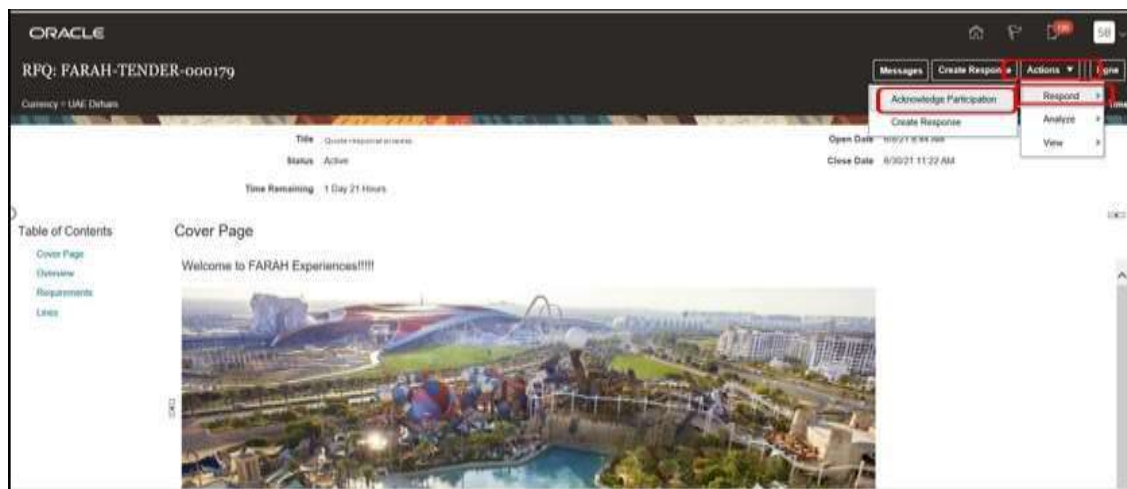 ORACLE
SB
RFQ: FARAH-TENDER-000179
Messages
Create Response
Actions
Currency = UAE Dirham
Time
Acknowledge Participation
Respond
Create Response
Analyze
View
Title
Open Date
Status Active
Close Date 6/30/21 11:22 AM
Time Remaining 1 Day 21 Hours
Table of Contents
Cover Page
Cover Page
Overview
Requirements
Lines
Welcome to FARAH Experiences!!!!!